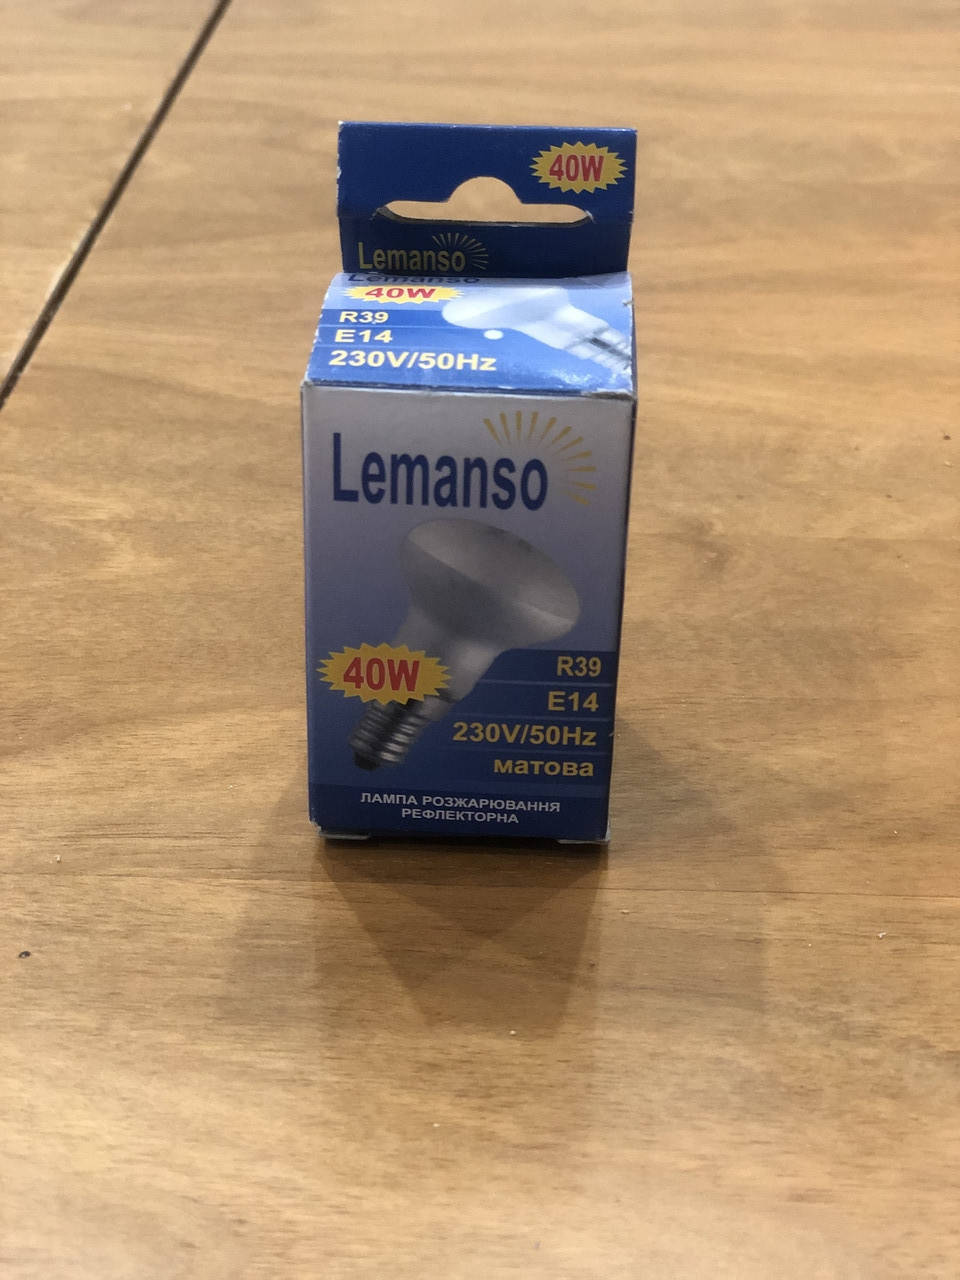 40W
Lemanso
Lemanso
40W
R39
E14
230V/50Hz
Lemanso
40W
R39
E14
230V/50Hz
матова
ЛАМПА РОЗЖАРЮВАННЯ
РЕФЛЕКТОРНА